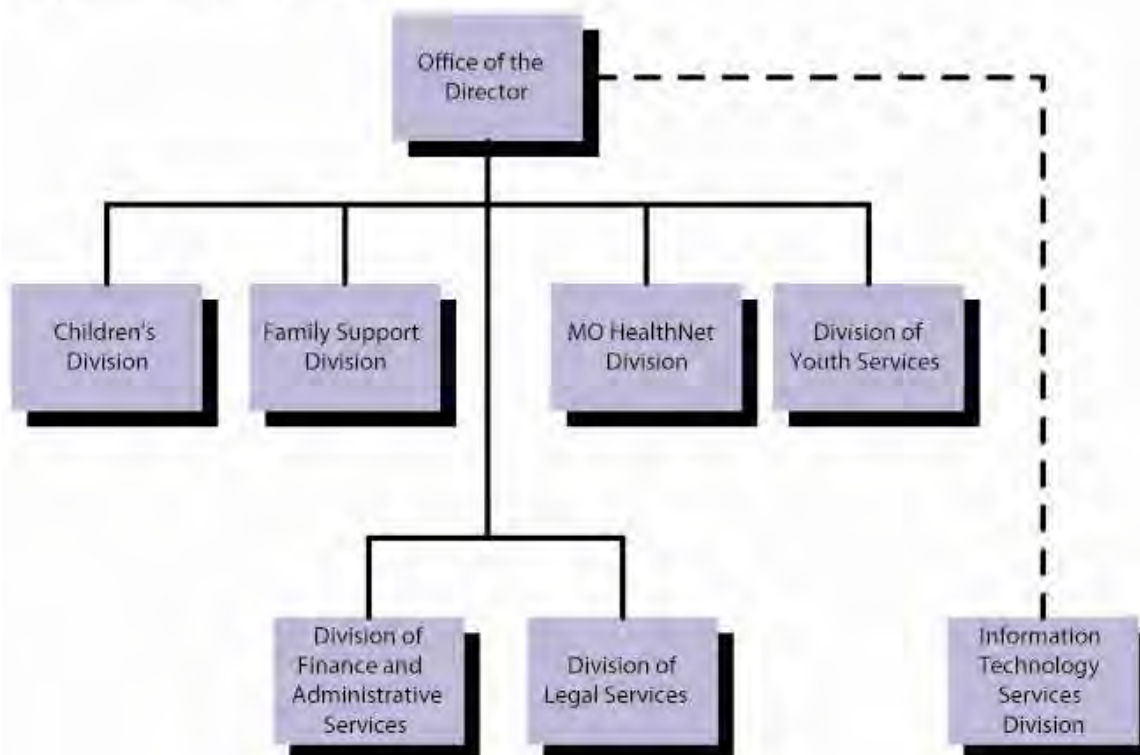 Office of the
Director
Children's
Division
Family Support
Division
MO HealthNet
Division
Division of
Youth Services
Division of
Finance and
Administrative
Services
Division of
Legal Services
Information
Technology
Services
Division